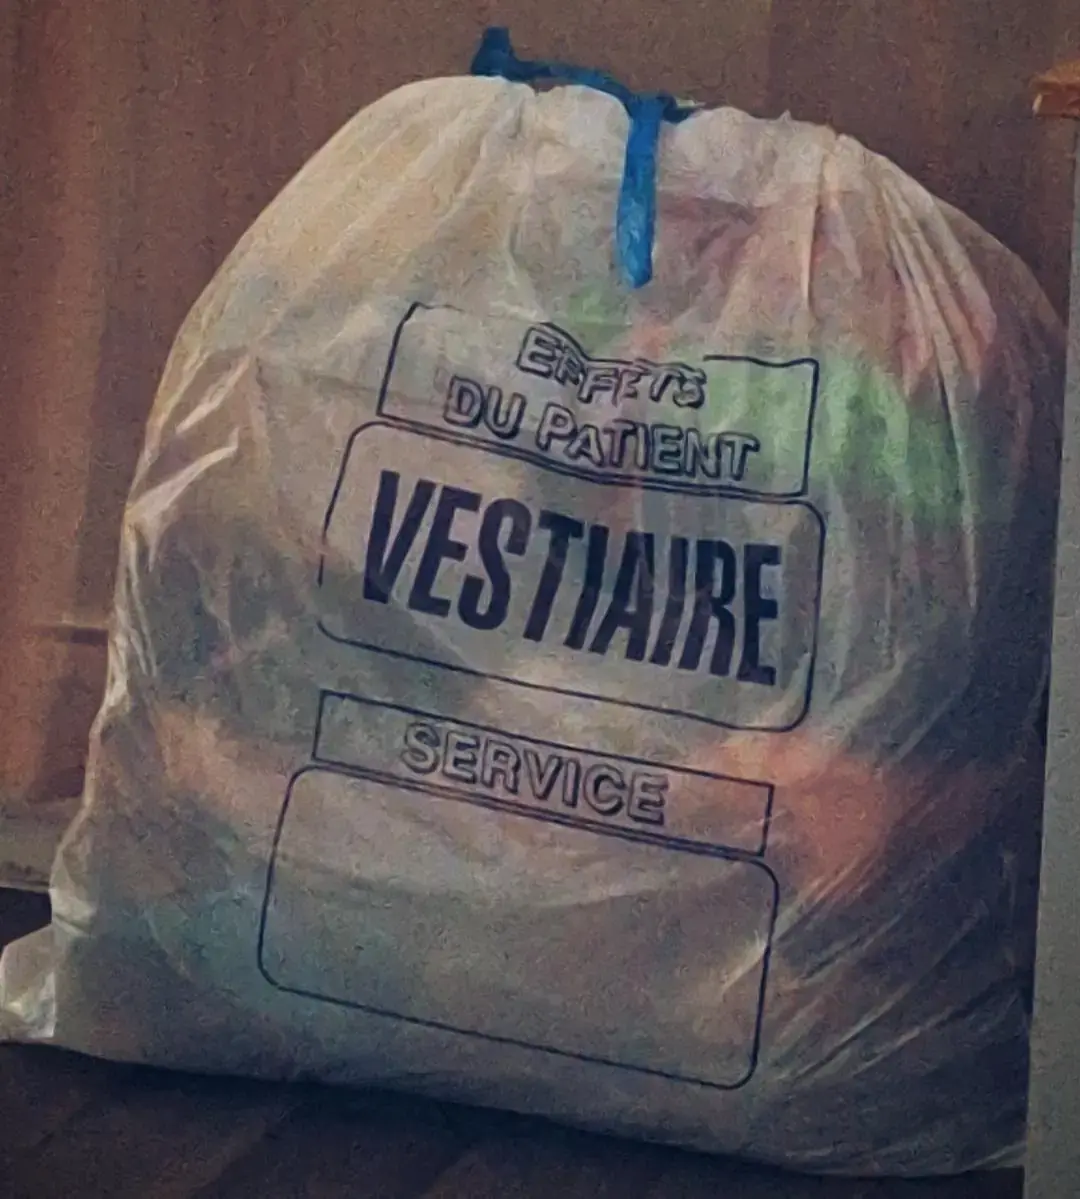 EFFETS
DU PATIENT
VESTIAIRE
SERVICE